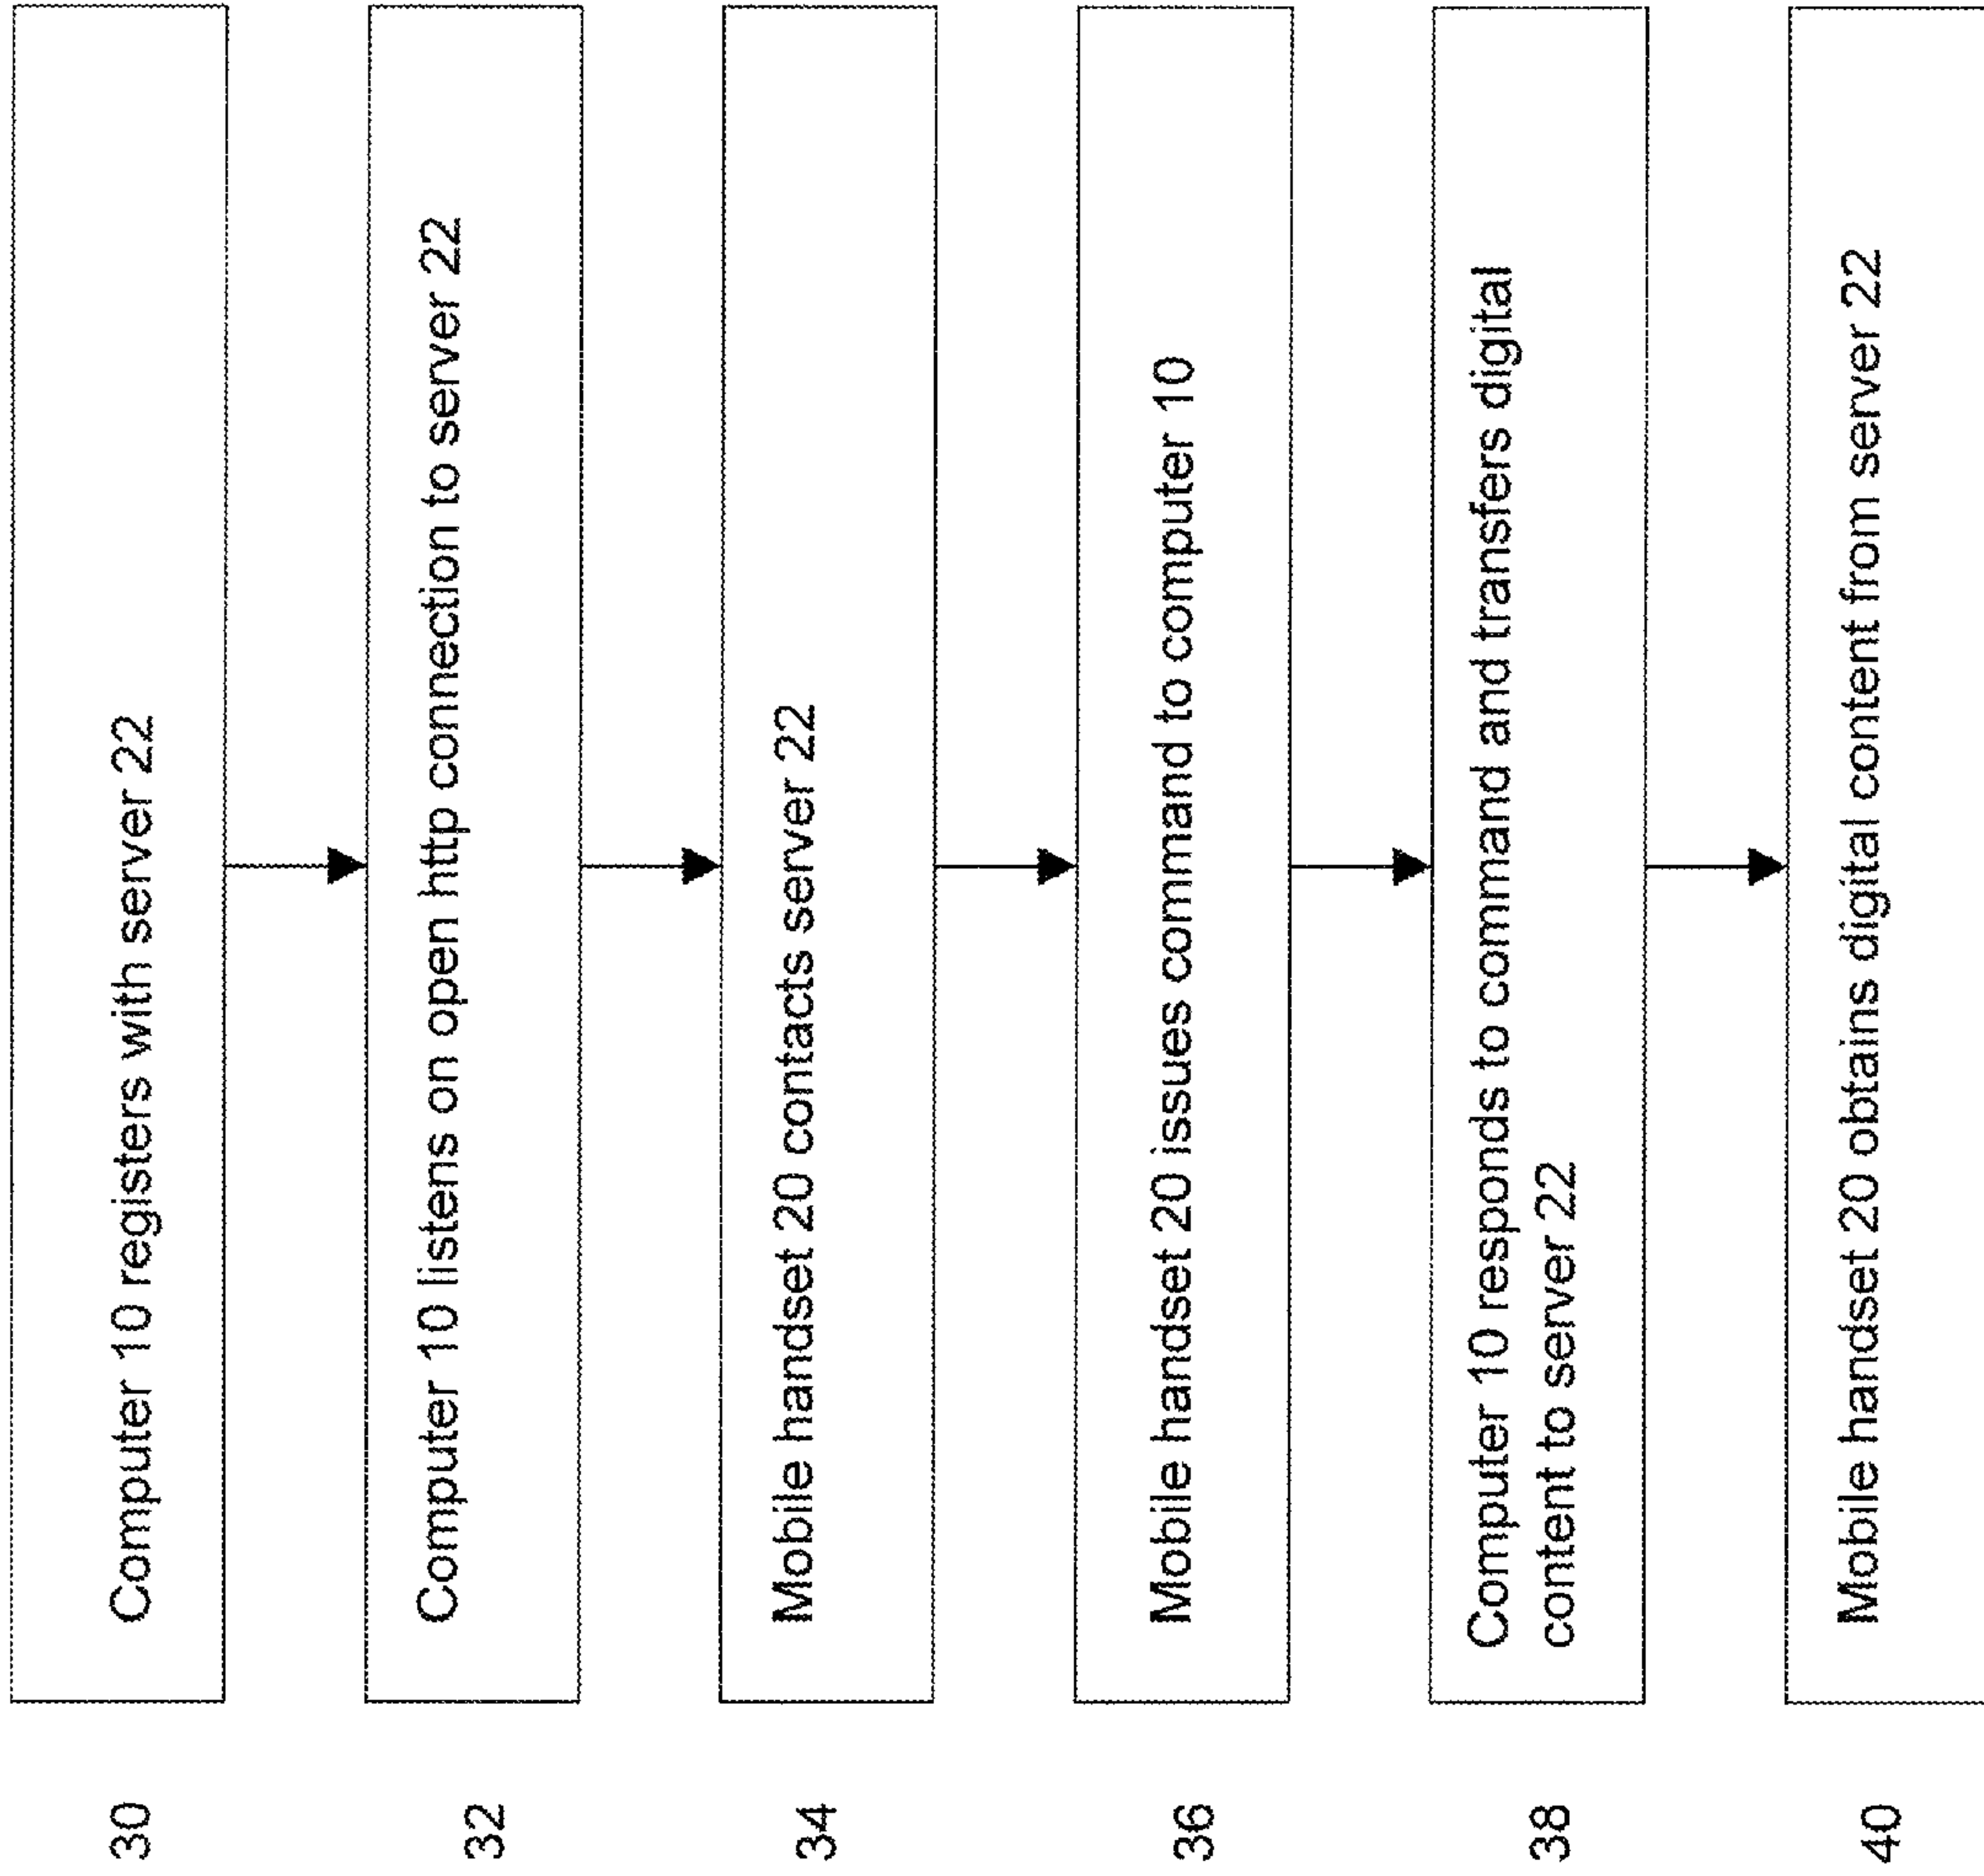 30
Computer 10 registers with server 22
32
Computer 10 listens on open http connection to server 22
34
Mobile handset 20 contacts server 22
36
Mobile handset 20 issues command to computer 10
38
Computer 10 responds to command and transfers digital
content to server 22
40
Mobile handset 20 obtains digital content from server 22